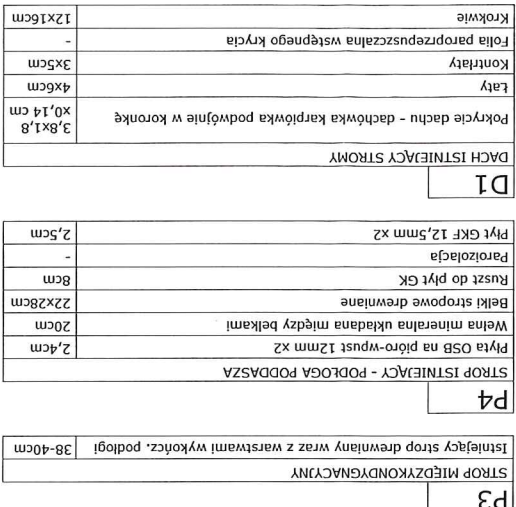 P3
STROP MIĘDZYKONDYGNACYJNY
Istniejący strop drewniany wraz z warstwami wykończ. podłogi 38-40cm
P4
STROP ISTNIEJĄCY - PODŁOGA PODDASZA
Płyta OSB na pióro-wpust 12mm x2 2,4cm
Wełna mineralna układana między belkami 20cm
Belki stropowe drewniane 22x28cm
Ruszt do płyt GK 8cm
Paroizolacja -
Płyt GKF 12,5mm x2 2,5cm
D1
DACH ISTNIEJĄCY STROMY
Pokrycie dachu - dachówka karpiówka podwójnie w koronkę 3,8x1,8
x0,14 cm
Łaty 4x6cm
Kontrłaty 3x5cm
Folia paroprzepuszczalna wstępnego krycia -
Krokwie 12x16cm